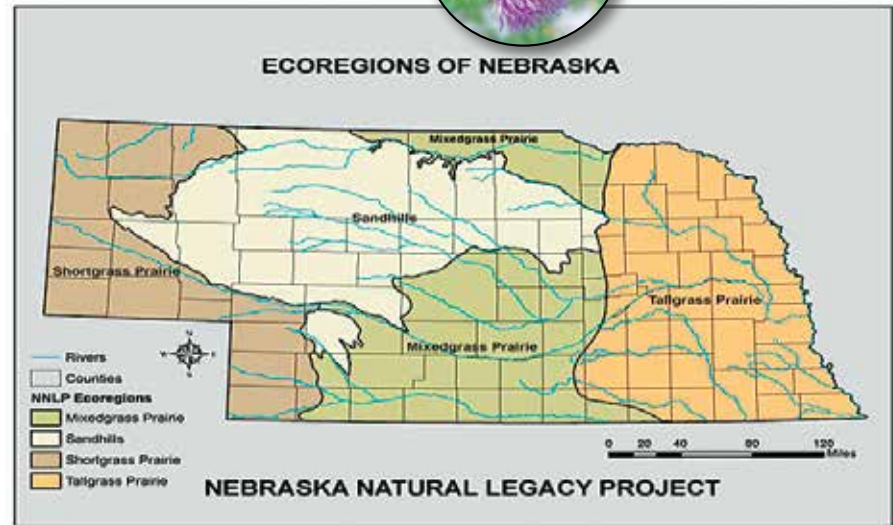 ECOREGIONS OF NEBRASKA
Mixedgrass Prairie
Sandhills
Shortgrass Prairie
Tallgrass Prairie
Mixedgrass Prairie
N
W E
S
Rivers
Counties
NNLP Ecoregions
Mixedgrass Prairie
Sandhills
Shortgrass Prairie
Tallgrass Prairie
0 20 40 80 120
Miles
NEBRASKA NATURAL LEGACY PROJECT